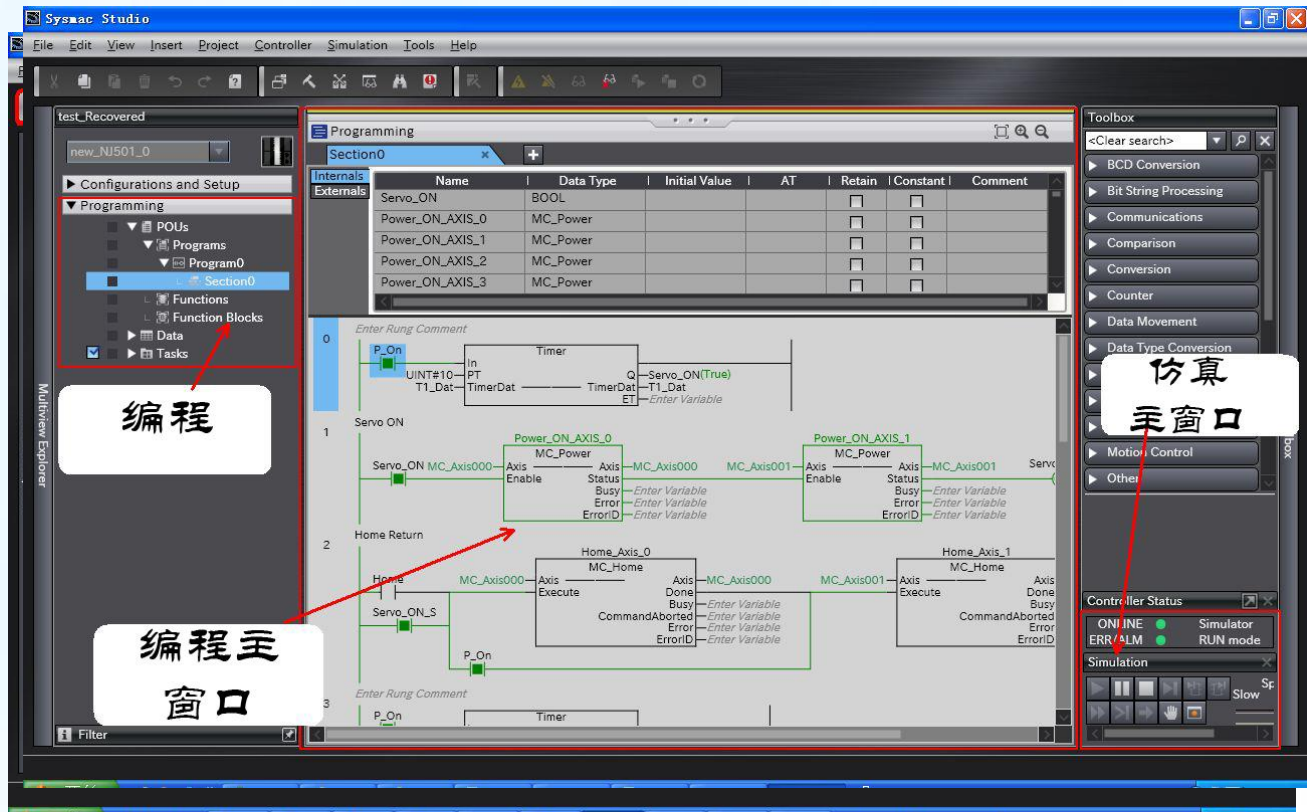 Sysmac Studio
File Edit View Insert Project Controller Simulation Tools Help
test_Recovered
new_NJ501_0
Configurations and Setup
Programming
POUs
Programs
Program0
Section0
Functions
Function Blocks
Data
Tasks
编程
Multiview Explorer
Filter
Programming
Section0
Internals
Externals
Name Data Type Initial Value AT Retain Constant Comment
Servo_ON BOOL
Power_ON_AXIS_0 MC_Power
Power_ON_AXIS_1 MC_Power
Power_ON_AXIS_2 MC_Power
Power_ON_AXIS_3 MC_Power
Enter Rung Comment
0
P_On Timer
In
UINT#10 PT Q Servo_ON(True)
T1_Dat TimerDat TimerDat T1_Dat
ET Enter Variable
1 Servo ON
Power_ON_AXIS_0 Power_ON_AXIS_1
MC_Power MC_Power
Servo_ON MC_Axis000 Axis Axis MC_Axis000 MC_Axis001 Axis Axis MC_Axis001 Serv
Enable Status Enable Status
Busy Enter Variable Busy Enter Variable
Error Enter Variable Error Enter Variable
ErrorID Enter Variable ErrorID Enter Variable
2 Home Return
Home_Axis_0 Home_Axis_1
MC_Home MC_Home
Home MC_Axis000 Axis Axis MC_Axis000 MC_Axis001 Axis Axis
Execute Done Execute Done
Servo_ON_S Busy Enter Variable Busy
CommandAborted Enter Variable CommandAborted
Error Enter Variable Error
ErrorID Enter Variable ErrorID
P_On
编程主
窗口
Enter Rung Comment
3
P_On Timer
Toolbox
<Clear search>
BCD Conversion
Bit String Processing
Communications
Comparison
Conversion
Counter
Data Movement
Data Type Conversion
仿真
主窗口
Motion Control
Other
Controller Status
ONLINE Simulator
ERR/ALM RUN mode
Simulation
Slow Sp